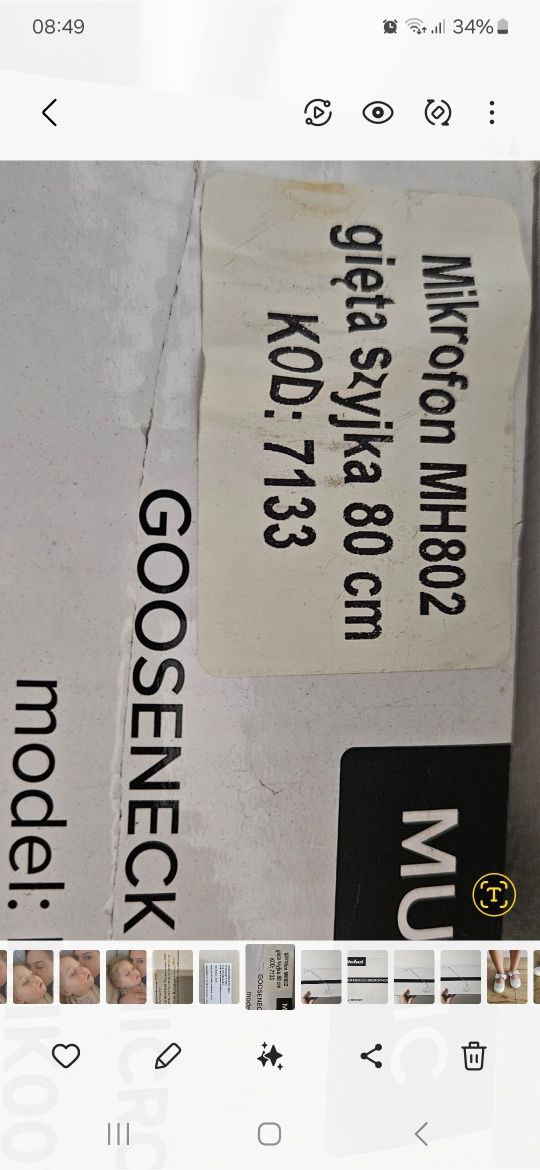 08:49
34%
Mikrofon MH802
gięta szyjka 80 cm
KOD: 7133
GOOSENECK
model:
MU
T